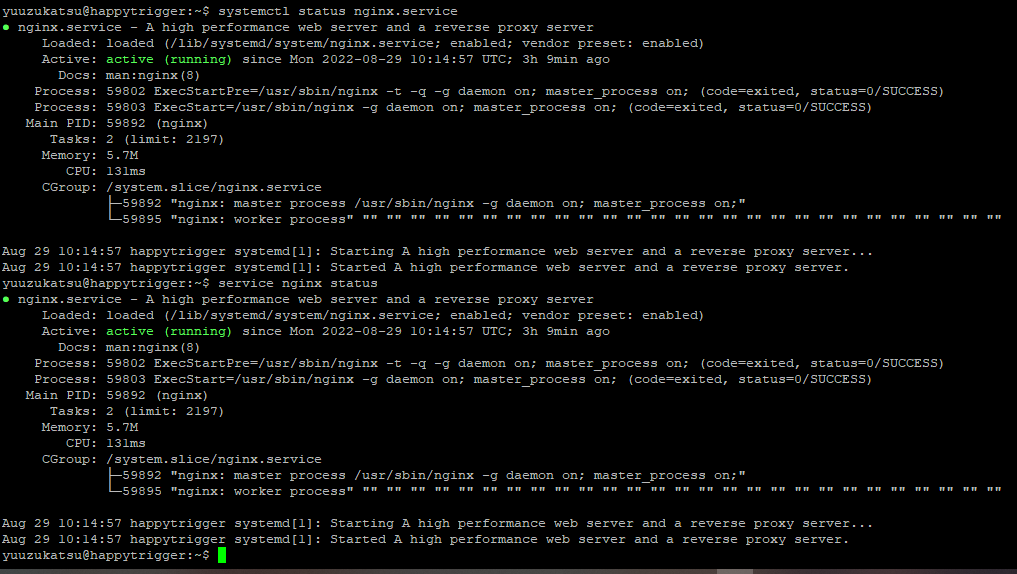 yuuzukatsu@happytrigger:~$ systemctl status nginx.service
● nginx.service - A high performance web server and a reverse proxy server
     Loaded: loaded (/lib/systemd/system/nginx.service; enabled; vendor preset: enabled)
     Active: active (running) since Mon 2022-08-29 10:14:57 UTC; 3h 9min ago
       Docs: man:nginx(8)
    Process: 59802 ExecStartPre=/usr/sbin/nginx -t -q -g daemon on; master_process on; (code=exited, status=0/SUCCESS)
    Process: 59803 ExecStart=/usr/sbin/nginx -g daemon on; master_process on; (code=exited, status=0/SUCCESS)
   Main PID: 59892 (nginx)
      Tasks: 2 (limit: 2197)
     Memory: 5.7M
        CPU: 131ms
     CGroup: /system.slice/nginx.service
             ├─59892 "nginx: master process /usr/sbin/nginx -g daemon on; master_process on;"
             └─59895 "nginx: worker process" "" "" "" "" "" "" "" "" "" "" "" "" "" "" "" "" "" "" "" "" "" "" "" "" "" "" ""

Aug 29 10:14:57 happytrigger systemd[1]: Starting A high performance web server and a reverse proxy server...
Aug 29 10:14:57 happytrigger systemd[1]: Started A high performance web server and a reverse proxy server.
yuuzukatsu@happytrigger:~$ service nginx status
● nginx.service - A high performance web server and a reverse proxy server
     Loaded: loaded (/lib/systemd/system/nginx.service; enabled; vendor preset: enabled)
     Active: active (running) since Mon 2022-08-29 10:14:57 UTC; 3h 9min ago
       Docs: man:nginx(8)
    Process: 59802 ExecStartPre=/usr/sbin/nginx -t -q -g daemon on; master_process on; (code=exited, status=0/SUCCESS)
    Process: 59803 ExecStart=/usr/sbin/nginx -g daemon on; master_process on; (code=exited, status=0/SUCCESS)
   Main PID: 59892 (nginx)
      Tasks: 2 (limit: 2197)
     Memory: 5.7M
        CPU: 131ms
     CGroup: /system.slice/nginx.service
             ├─59892 "nginx: master process /usr/sbin/nginx -g daemon on; master_process on;"
             └─59895 "nginx: worker process" "" "" "" "" "" "" "" "" "" "" "" "" "" "" "" "" "" "" "" "" "" "" "" "" "" "" ""

Aug 29 10:14:57 happytrigger systemd[1]: Starting A high performance web server and a reverse proxy server...
Aug 29 10:14:57 happytrigger systemd[1]: Started A high performance web server and a reverse proxy server.
yuuzukatsu@happytrigger:~$